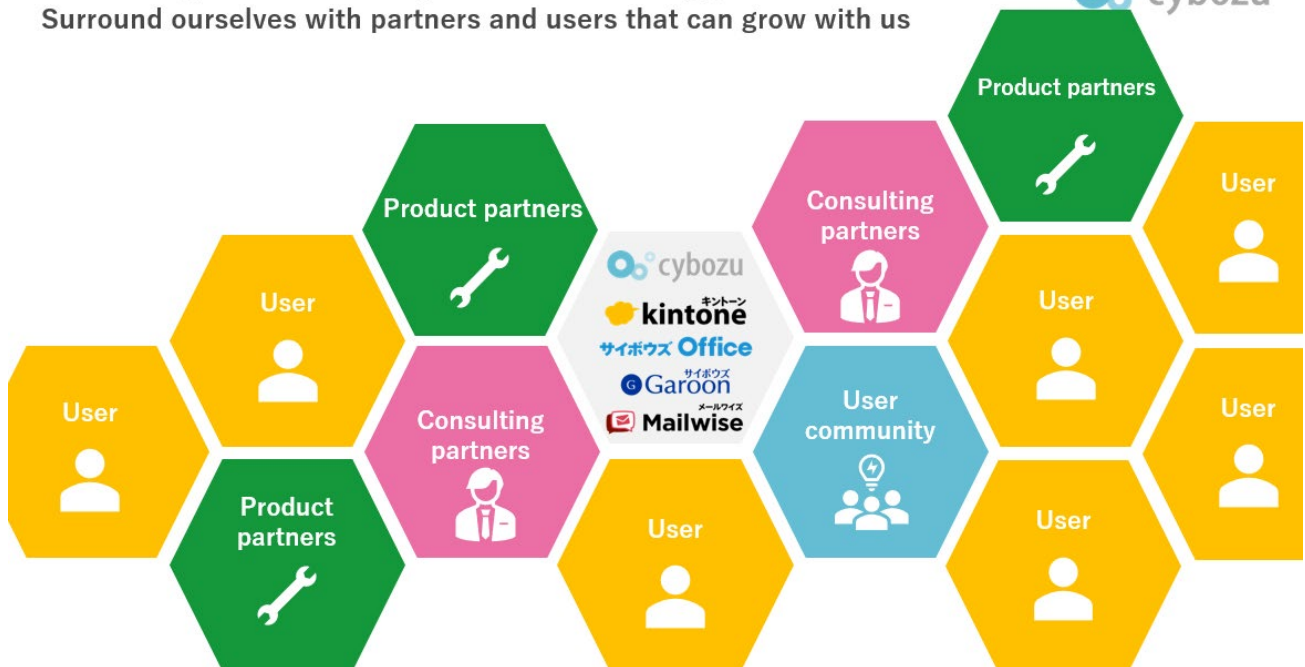 Surround ourselves with partners and users that can grow with us
cybozu
Product partners
User
Product partners
Consulting
partners
User
User
User
Consulting
partners
Product
partners
cybozu
キントーン
kintone
サイボウズ Office
サイボウズ
G Garoon
メールワイズ
Mailwise
User
community
User
User
User